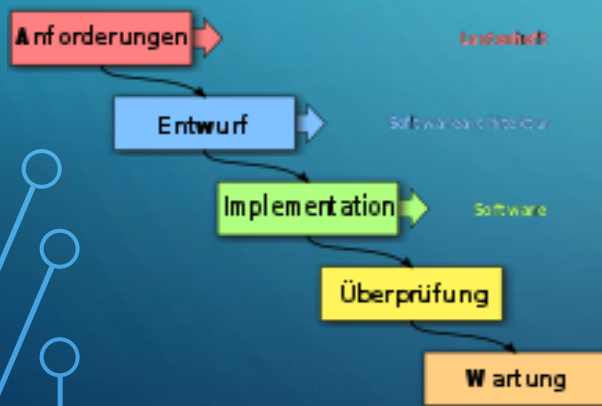 Anforderungen
Lastenheft
Entwurf
Softwarearchitektur
Implementation
Software
Überprüfung
Wartung